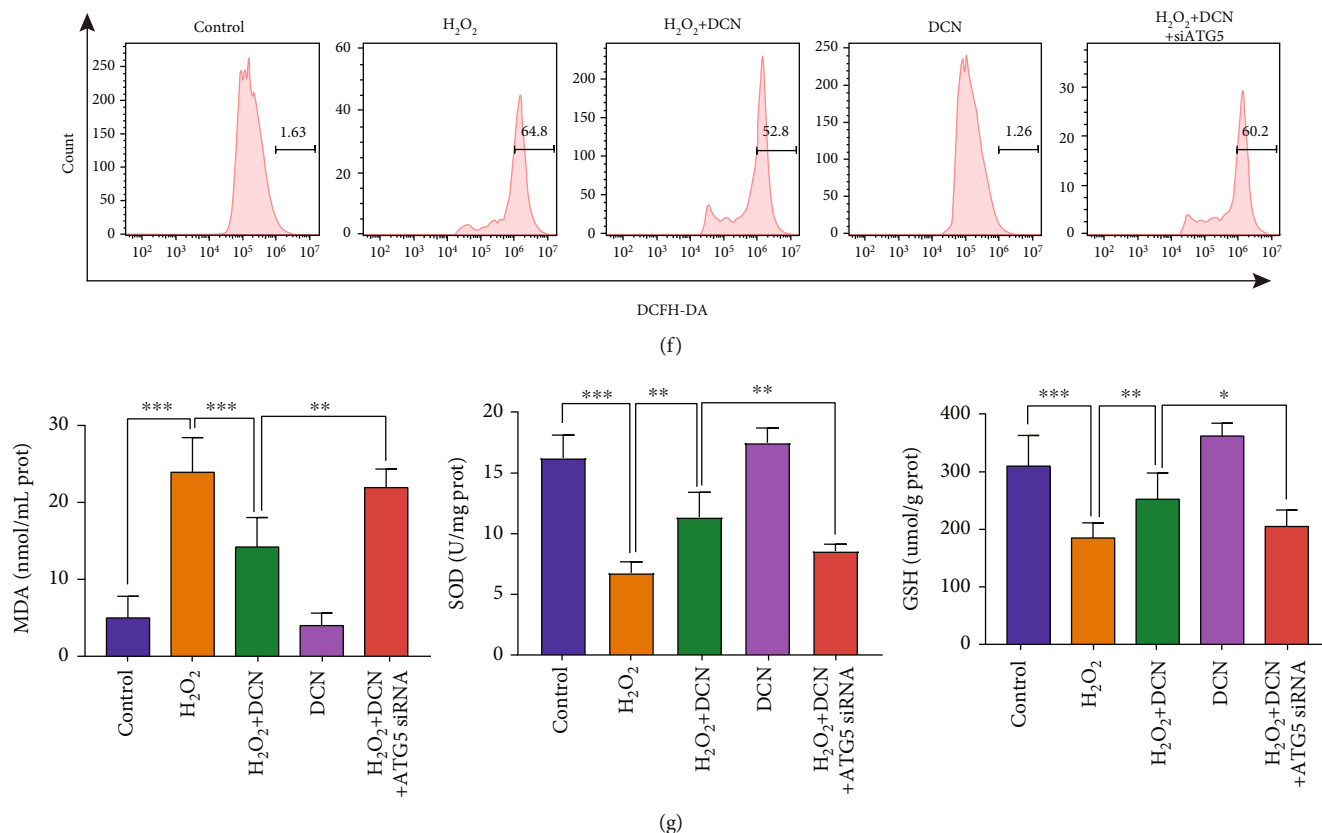 Control
H₂O₂
H₂O₂+DCN
DCN
H₂O₂+DCN
+siATG5
Count
250
200
150
100
50
0
1.63
10² 10³ 10⁴ 10⁵ 10⁶ 10⁷
60
40
20
0
64.8
10² 10³ 10⁴ 10⁵ 10⁶ 10⁷
200
150
100
50
0
52.8
10² 10³ 10⁴ 10⁵ 10⁶ 10⁷
250
200
150
100
50
0
1.26
10² 10³ 10⁴ 10⁵ 10⁶ 10⁷
30
20
10
0
60.2
10² 10³ 10⁴ 10⁵ 10⁶ 10⁷
DCFH-DA
(f)
MDA (nmol/mL prot)
30
20
10
0
*** *** **
Control
H₂O₂
H₂O₂+DCN
DCN
H₂O₂+DCN
+ATG5 siRNA
SOD (U/mg prot)
20
15
10
5
0
*** ** **
Control
H₂O₂
H₂O₂+DCN
DCN
H₂O₂+DCN
+ATG5 siRNA
GSH (umol/g prot)
400
300
200
100
0
*** ** *
Control
H₂O₂
H₂O₂+DCN
DCN
H₂O₂+DCN
+ATG5 siRNA
(g)